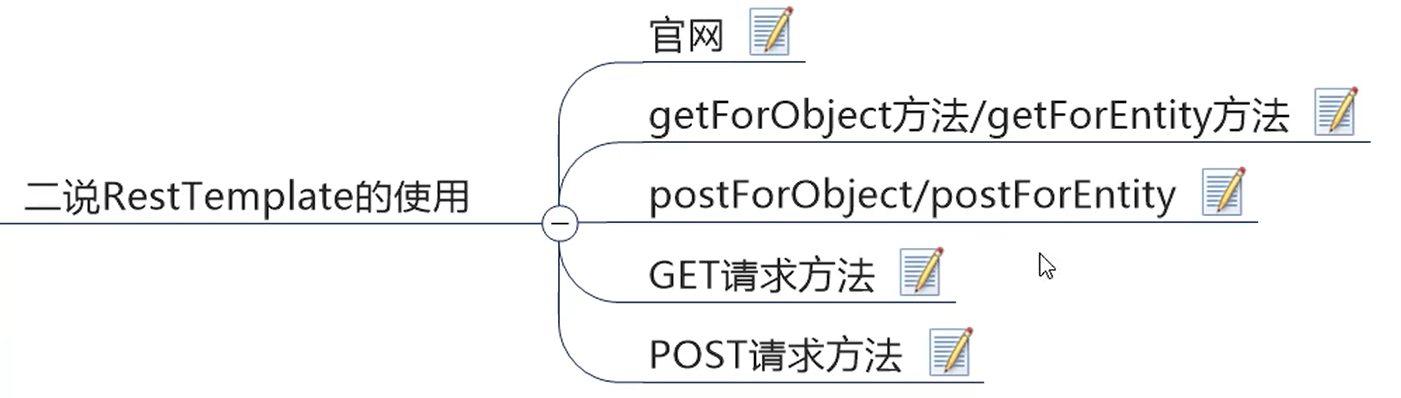 官网
getForObject方法/getForEntity方法
二说RestTemplate的使用
postForObject/postForEntity
GET请求方法
POST请求方法